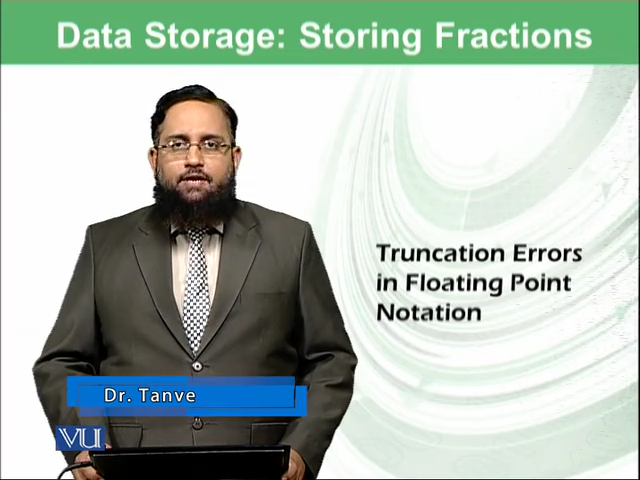 Data Storage: Storing Fractions
Truncation Errors
in Floating Point
Notation
Dr. Tanve
VU